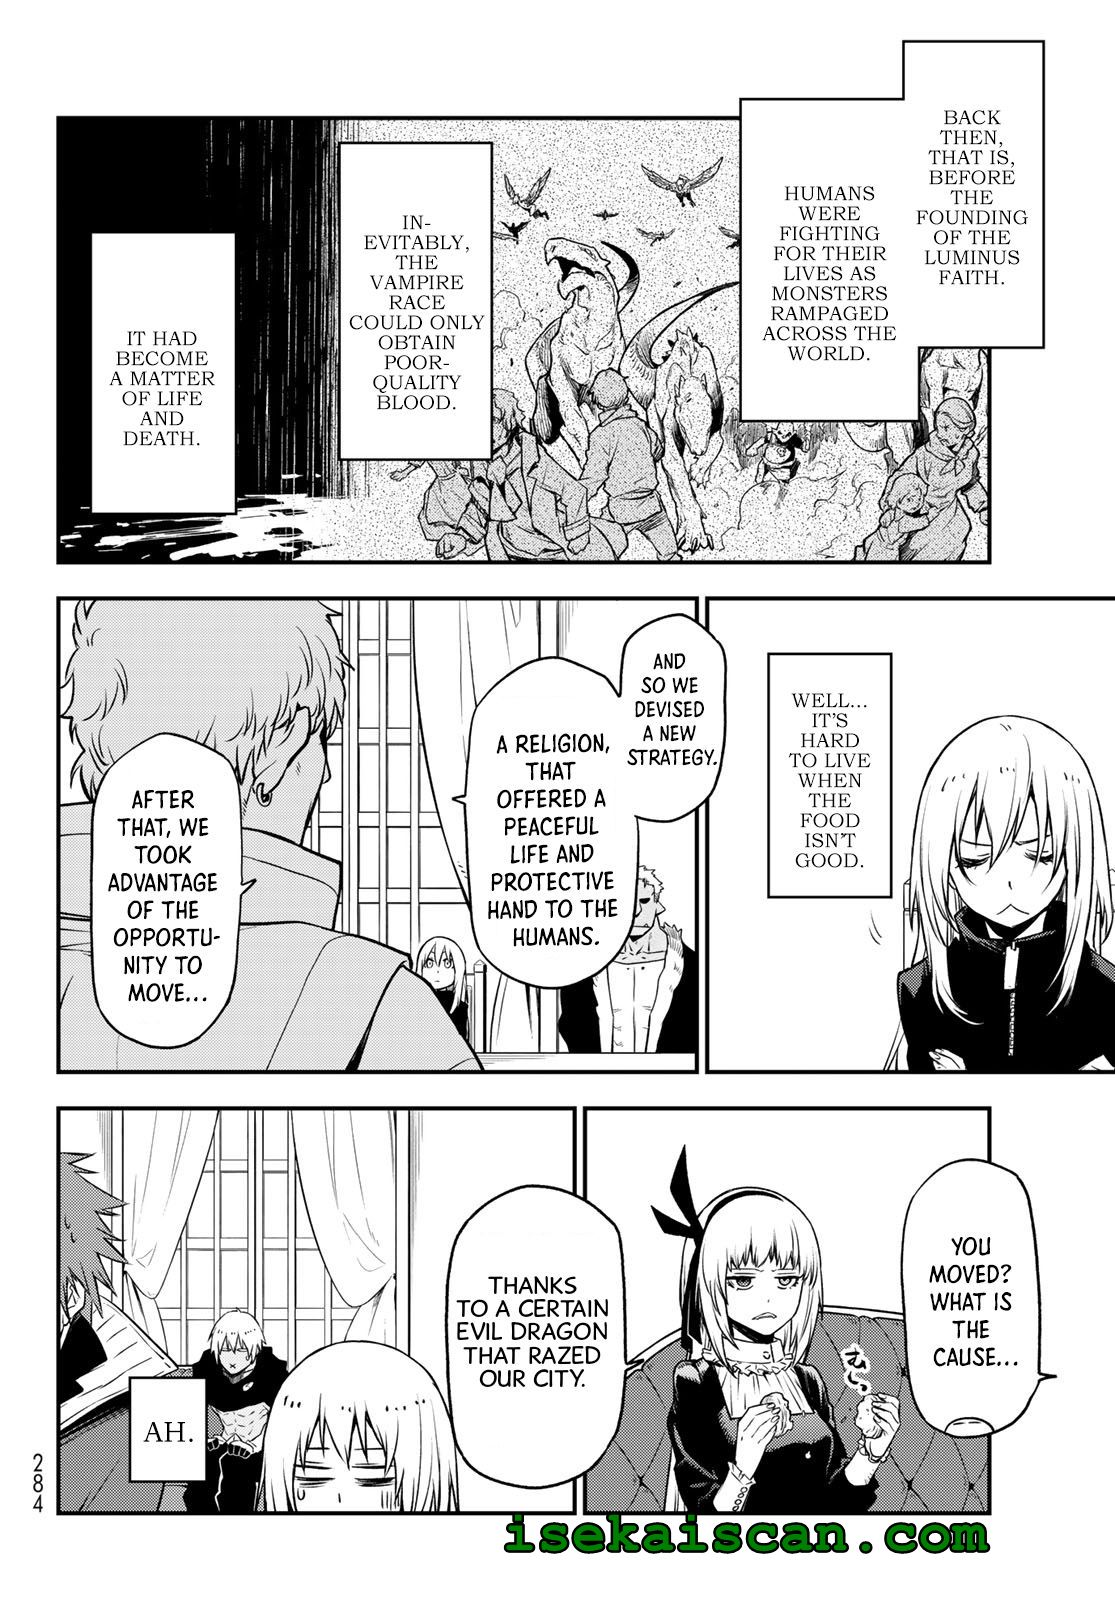 BACK
THEN,
THAT IS,
BEFORE
THE
FOUNDING
OF THE
LUMINUS
FAITH.
HUMANS
WERE
FIGHTING
FOR THEIR
LIVES AS
MONSTERS
RAMPAGED
ACROSS THE
WORLD.
IN-
EVITABLY,
THE
VAMPIRE
RACE
COULD ONLY
OBTAIN
POOR-
QUALITY
BLOOD.
IT HAD
BECOME
A MATTER
OF LIFE
AND
DEATH.
WELL...
IT'S
HARD
TO LIVE
WHEN
THE
FOOD
ISN'T
GOOD.
AND
SO WE
DEVISED
A NEW
STRATEGY.
A RELIGION,
THAT
OFFERED A
PEACEFUL
LIFE AND
PROTECTIVE
HAND TO THE
HUMANS.
AFTER
THAT, WE
TOOK
ADVANTAGE
OF THE
OPPORTU-
NITY TO
MOVE...
YOU
MOVED?
WHAT IS
THE
CAUSE...
THANKS
TO A CERTAIN
EVIL DRAGON
THAT RAZED
OUR CITY.
AH.
284
isekaiscan.com